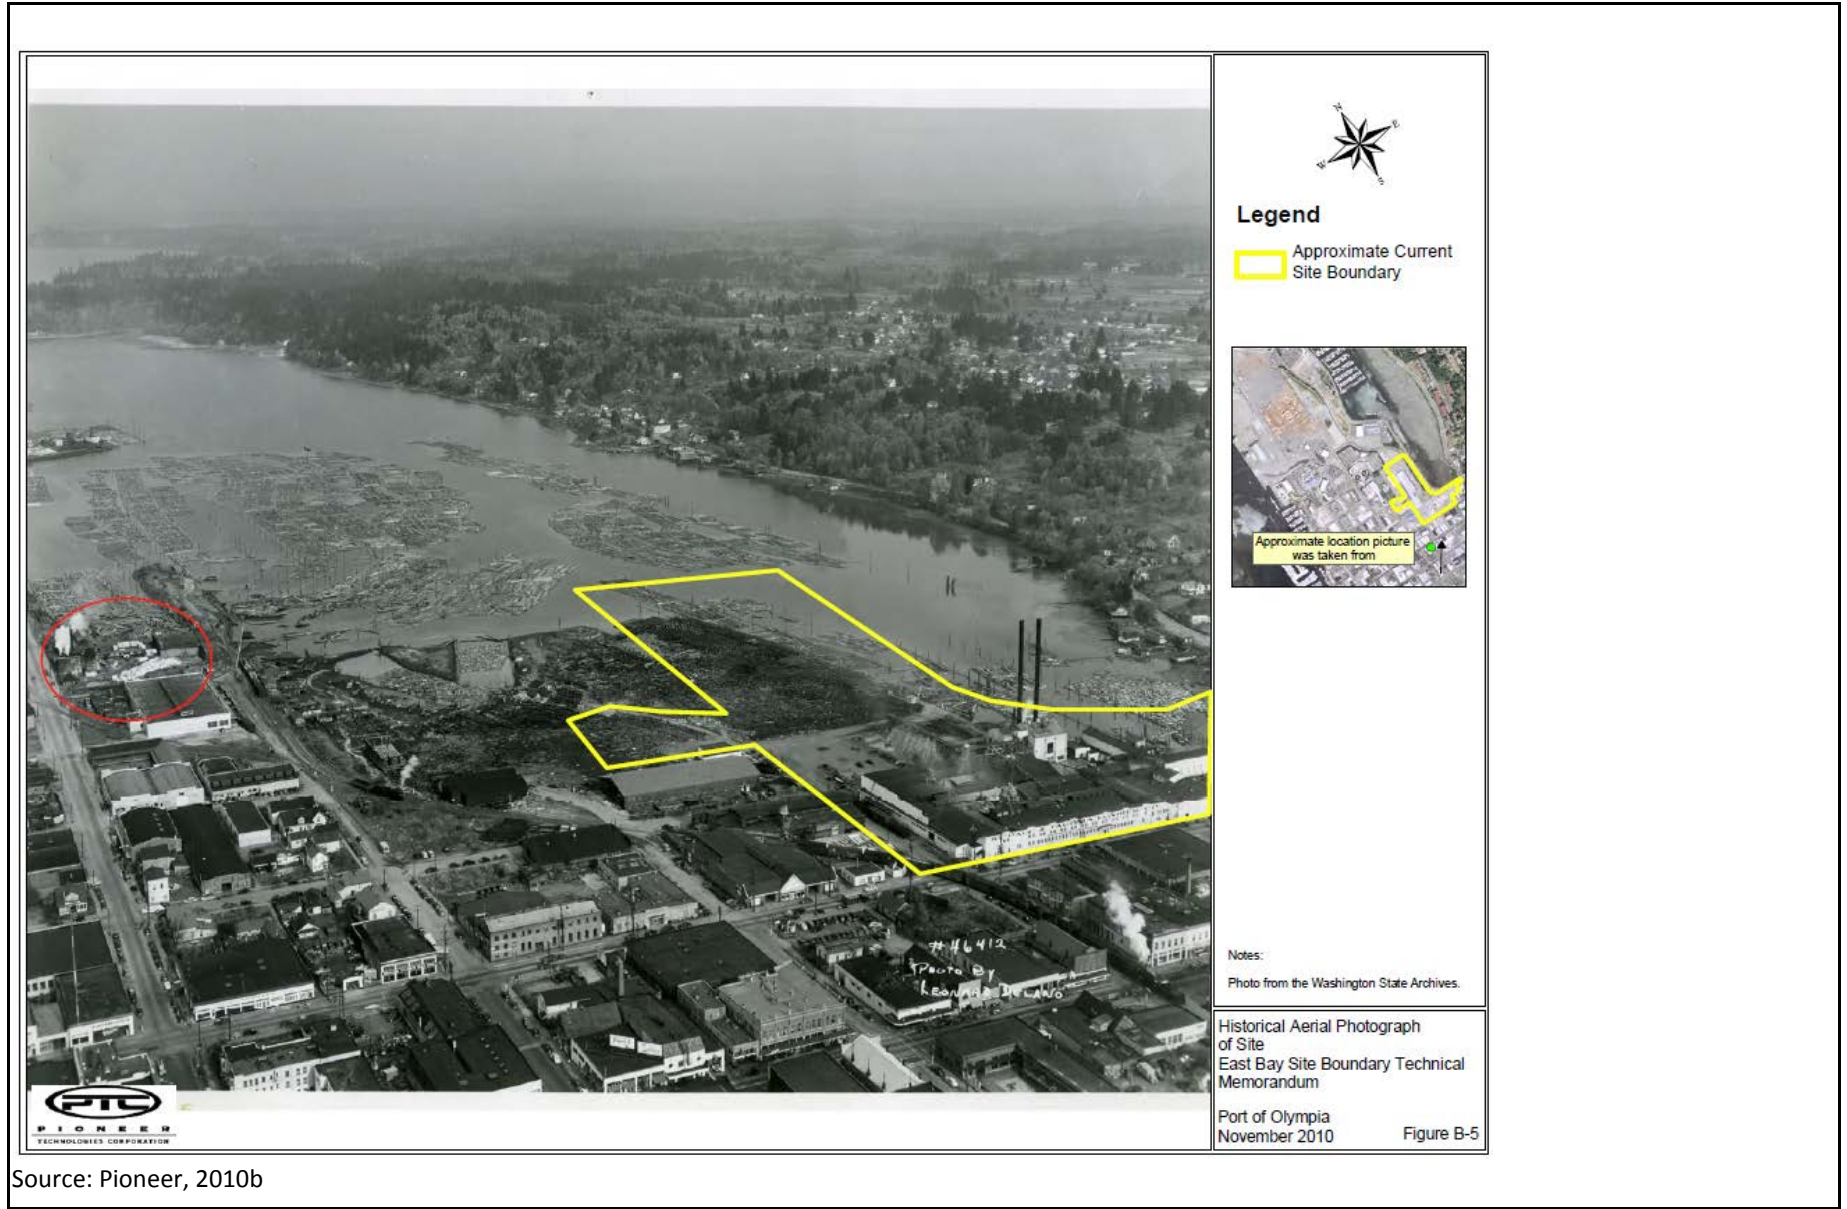 N
E
W
S
Legend
Approximate Current
Site Boundary
Approximate location picture
was taken from
#46412
Photo By
Leonard Delano
Notes:
Photo from the Washington State Archives.
Historical Aerial Photograph
of Site
East Bay Site Boundary Technical
Memorandum
Port of Olympia
November 2010
Figure B-5
PTC
PIONEER
TECHNOLOGIES CORPORATION
Source: Pioneer, 2010b